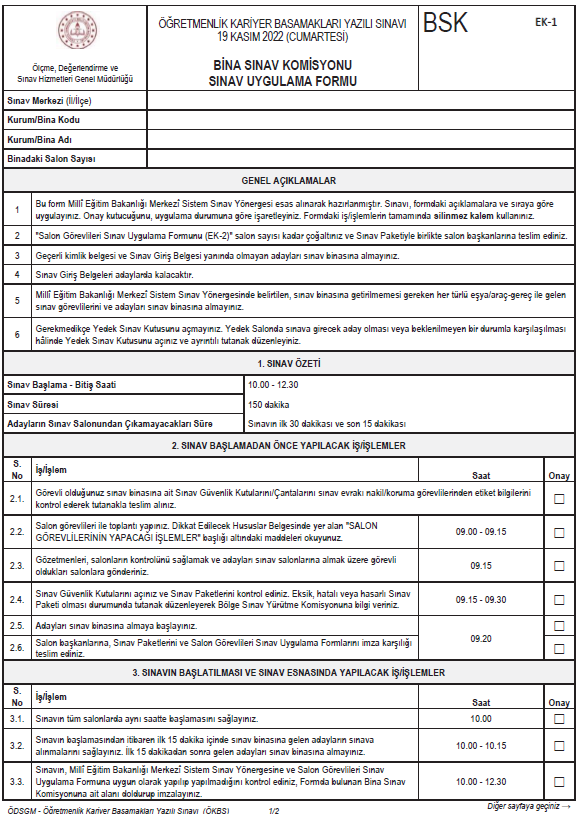 ÖĞRETMENLİK KARİYER BASAMAKLARI YAZILI SINAVI
19 KASIM 2022 (CUMARTESİ)
BSK
EK-1
Ölçme, Değerlendirme ve
Sınav Hizmetleri Genel Müdürlüğü
BİNA SINAV KOMİSYONU
SINAV UYGULAMA FORMU
Sınav Merkezi (İl/İlçe)
Kurum/Bina Kodu
Kurum/Bina Adı
Binadaki Salon Sayısı
GENEL AÇIKLAMALAR
1 Bu form Millî Eğitim Bakanlığı Merkezî Sistem Sınav Yönergesi esas alınarak hazırlanmıştır. Sınavı, formdaki açıklamalara ve sıraya göre
uygulayınız. Onay kutucuğunu, uygulama durumuna göre işaretleyiniz. Formdaki iş/işlemlerin tamamında silinmez kalem kullanınız.
2 "Salon Görevlileri Sınav Uygulama Formunu (EK-2)" salon sayısı kadar çoğaltınız ve Sınav Paketiyle birlikte salon başkanlarına teslim ediniz.
3 Geçerli kimlik belgesi ve Sınav Giriş Belgesi yanında olmayan adayları sınav binasına almayınız.
4 Sınav Giriş Belgeleri adaylarda kalacaktır.
5 Millî Eğitim Bakanlığı Merkezî Sistem Sınav Yönergesinde belirtilen, sınav binasına getirilmemesi gereken her türlü eşya/araç-gereç ile gelen
sınav görevlilerini ve adayları sınav binasına almayınız.
6 Gerekmedikçe Yedek Sınav Kutusunu açmayınız. Yedek Salonda sınava girecek aday olması veya beklenilmeyen bir durumla karşılaşılması
hâlinde Yedek Sınav Kutusunu açınız ve ayrıntılı tutanak düzenleyiniz.
1. SINAV ÖZETİ
Sınav Başlama - Bitiş Saati 10.00 - 12.30
Sınav Süresi 150 dakika
Adayların Sınav Salonundan Çıkamayacakları Süre Sınavın ilk 30 dakikası ve son 15 dakikası
2. SINAV BAŞLAMADAN ÖNCE YAPILACAK İŞ/İŞLEMLER
S.
No İş/İşlem Saat Onay
2.1. Görevli olduğunuz sınav binasına ait Sınav Güvenlik Kutularını/Çantalarını sınav evrakı nakil/koruma görevlilerinden etiket bilgilerini
kontrol ederek tutanakla teslim alınız.
2.2. Salon görevlileri ile toplantı yapınız. Dikkat Edilecek Hususlar Belgesinde yer alan "SALON
GÖREVLİLERİNİN YAPACAĞI İŞLEMLER" başlığı altındaki maddeleri okuyunuz. 09.00 - 09.15
2.3. Gözetmenleri, salonların kontrolünü sağlamak ve adayları sınav salonlarına almak üzere görevli
oldukları salonlara gönderiniz. 09.15
2.4. Sınav Güvenlik Kutularını açınız ve Sınav Paketlerini kontrol ediniz. Eksik, hatalı veya hasarlı Sınav
Paketi olması durumunda tutanak düzenleyerek Bölge Sınav Yürütme Komisyonuna bilgi veriniz. 09.15 - 09.30
2.5. Adayları sınav binasına almaya başlayınız.
09.20
2.6. Salon başkanlarına, Sınav Paketlerini ve Salon Görevlileri Sınav Uygulama Formlarını imza karşılığı
teslim ediniz.
3. SINAVIN BAŞLATILMASI VE SINAV ESNASINDA YAPILACAK İŞ/İŞLEMLER
S.
No İş/İşlem Saat Onay
3.1. Sınavın tüm salonlarda aynı saatte başlamasını sağlayınız. 10.00
3.2. Sınavın başlamasından itibaren ilk 15 dakika içinde sınav binasına gelen adayların sınava
alınmalarını sağlayınız. İlk 15 dakikadan sonra gelen adayları sınav binasına almayınız. 10.00 - 10.15
3.3. Sınavın, Millî Eğitim Bakanlığı Merkezî Sistem Sınav Yönergesine ve Salon Görevlileri Sınav
Uygulama Formuna uygun olarak yapılıp yapılmadığını kontrol ediniz, Formda bulunan Bina Sınav
Komisyonuna ait alanı doldurup imzalayınız. 10.00 - 12.30
Diğer sayfaya geçiniz →
ÖDSGM - Öğretmenlik Kariyer Basamakları Yazılı Sınavı (ÖKBS) 1/2